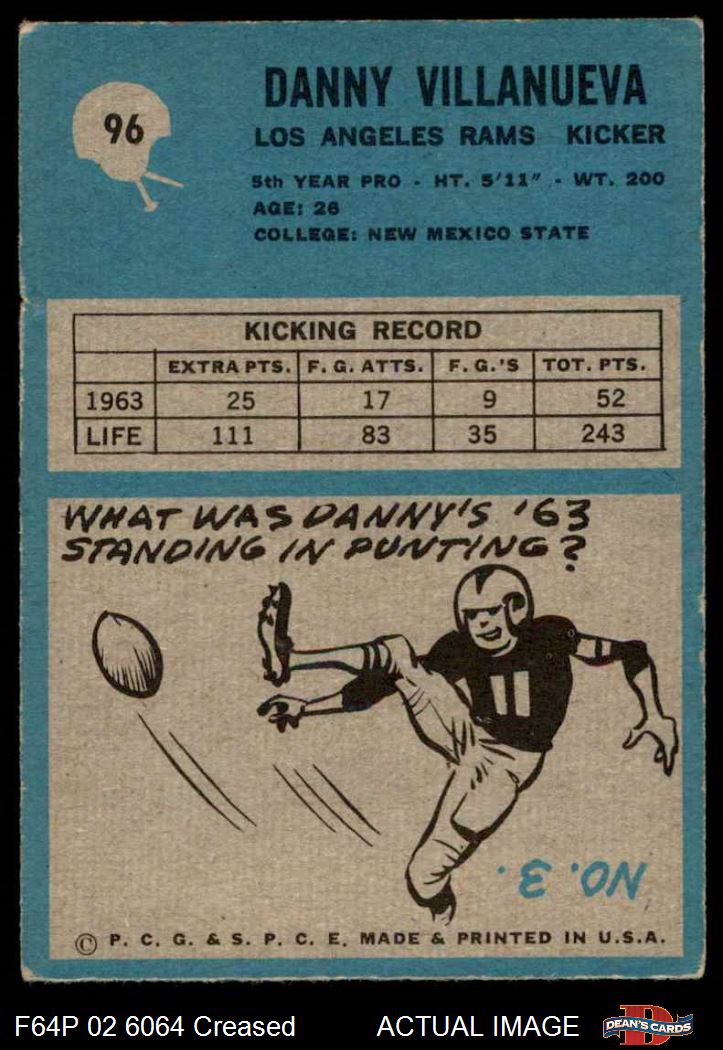 96
DANNY VILLANUEVA
LOS ANGELES RAMS KICKER
5th YEAR PRO - HT. 5'11" - WT. 200
AGE: 26
COLLEGE: NEW MEXICO STATE
KICKING RECORD
EXTRA PTS. F. G. ATTS. F. G.'S TOT. PTS.
1963 25 17 9 52
LIFE 111 83 35 243
WHAT WAS DANNY'S '63
STANDING IN PUNTING?
11
NO. 3.
© P. C. G. & S. P. C. E. MADE & PRINTED IN U.S.A.
F64P 02 6064 Creased ACTUAL IMAGE D DEAN'S CARDS